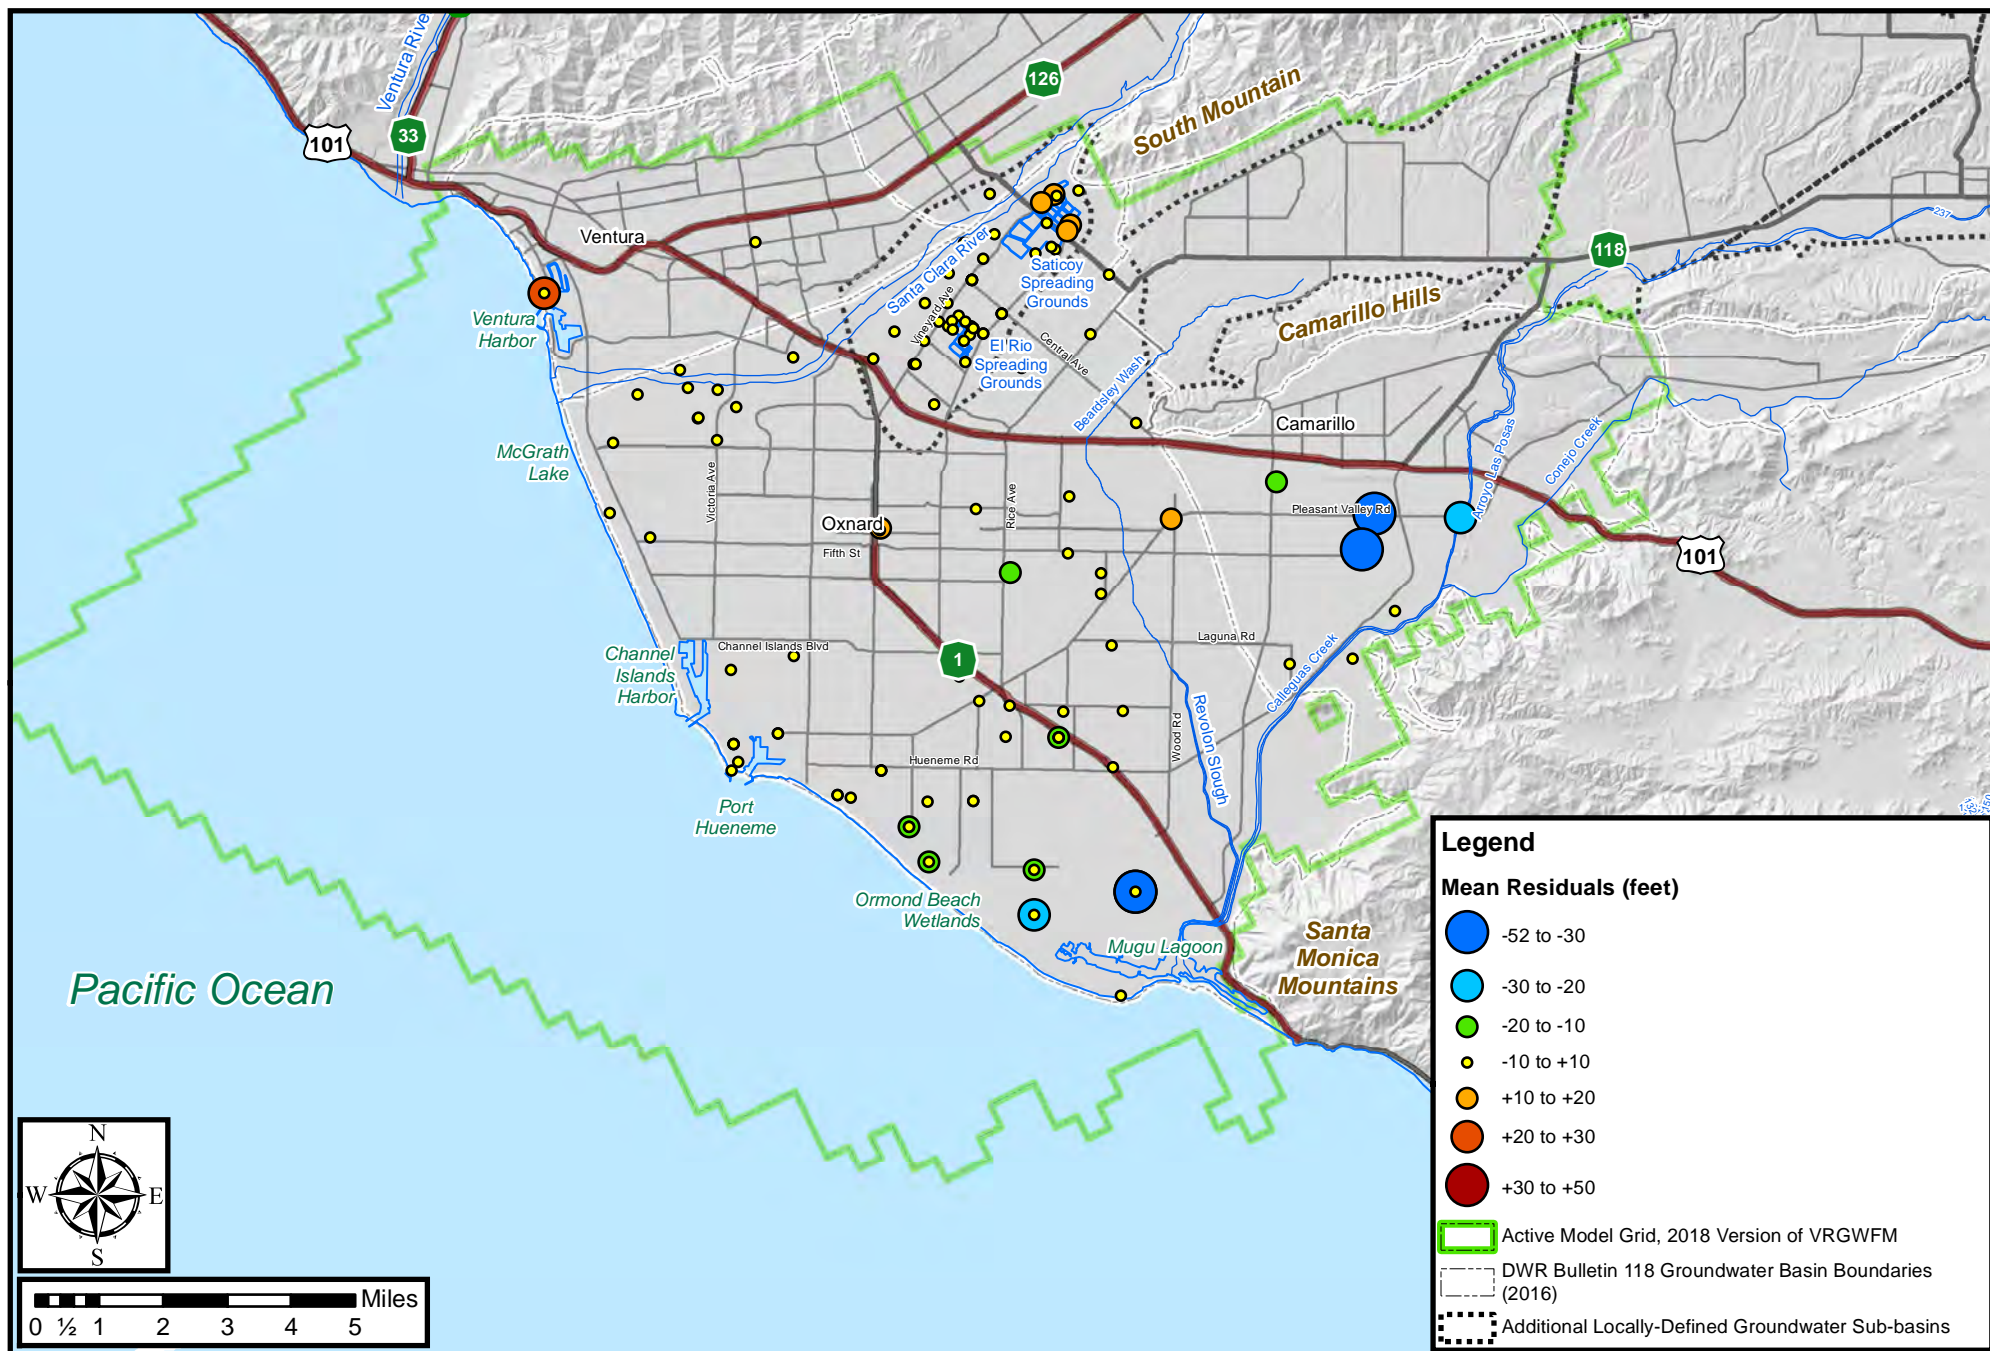 Ventura River
33
101
126
South Mountain
Ventura
Santa Clara River
Saticoy
Spreading
Grounds
118
237
Ventura
Harbor
Vineyard Ave
El Rio
Spreading
Grounds
Central Ave
Camarillo Hills
Beardsley Wash
Camarillo
Arroyo Las Posas
Conejo Creek
McGrath
Lake
Victoria Ave
Rice Ave
Pleasant Valley Rd
Oxnard
Fifth St
101
Channel
Islands
Harbor
Channel Islands Blvd
1
Laguna Rd
Calleguas Creek
Wood Rd
Revolon Slough
Hueneme Rd
Port
Hueneme
Ormond Beach
Wetlands
Mugu Lagoon
Santa
Monica
Mountains
Pacific Ocean
Legend
Mean Residuals (feet)
-52 to -30
-30 to -20
-20 to -10
-10 to +10
+10 to +20
+20 to +30
+30 to +50
Active Model Grid, 2018 Version of VRGWFM
DWR Bulletin 118 Groundwater Basin Boundaries
(2016)
Additional Locally-Defined Groundwater Sub-basins
N
W
E
S
Miles
0 ½ 1 2 3 4 5